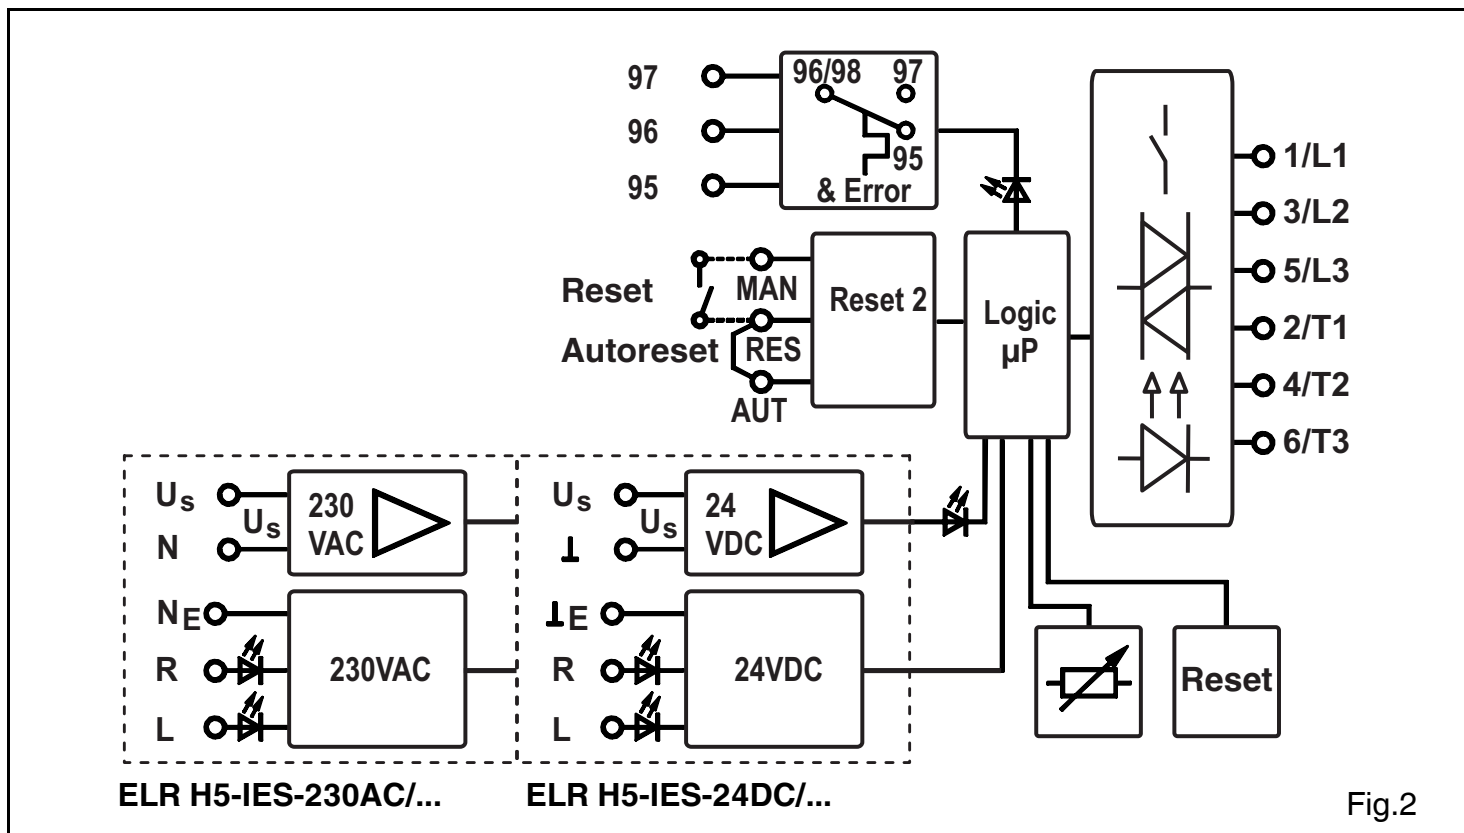 97
96
95
96/98 97
95
& Error
1/L1
3/L2
5/L3
2/T1
4/T2
6/T3
Reset
Autoreset
MAN
RES
AUT
Reset 2
Logic
µP
Us
Us
N
230
VAC
NE
R
L
230VAC
Us
Us
⊥
24
VDC
⊥E
R
L
24VDC
Reset
ELR H5-IES-230AC/...
ELR H5-IES-24DC/...
Fig.2